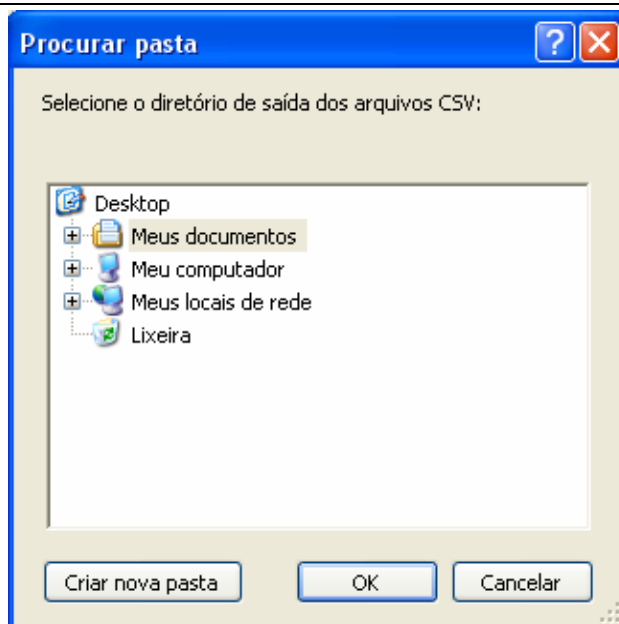 Procurar pasta
Selecione o diretório de saída dos arquivos CSV:
Desktop
Meus documentos
Meu computador
Meus locais de rede
Lixeira
Criar nova pasta OK Cancelar